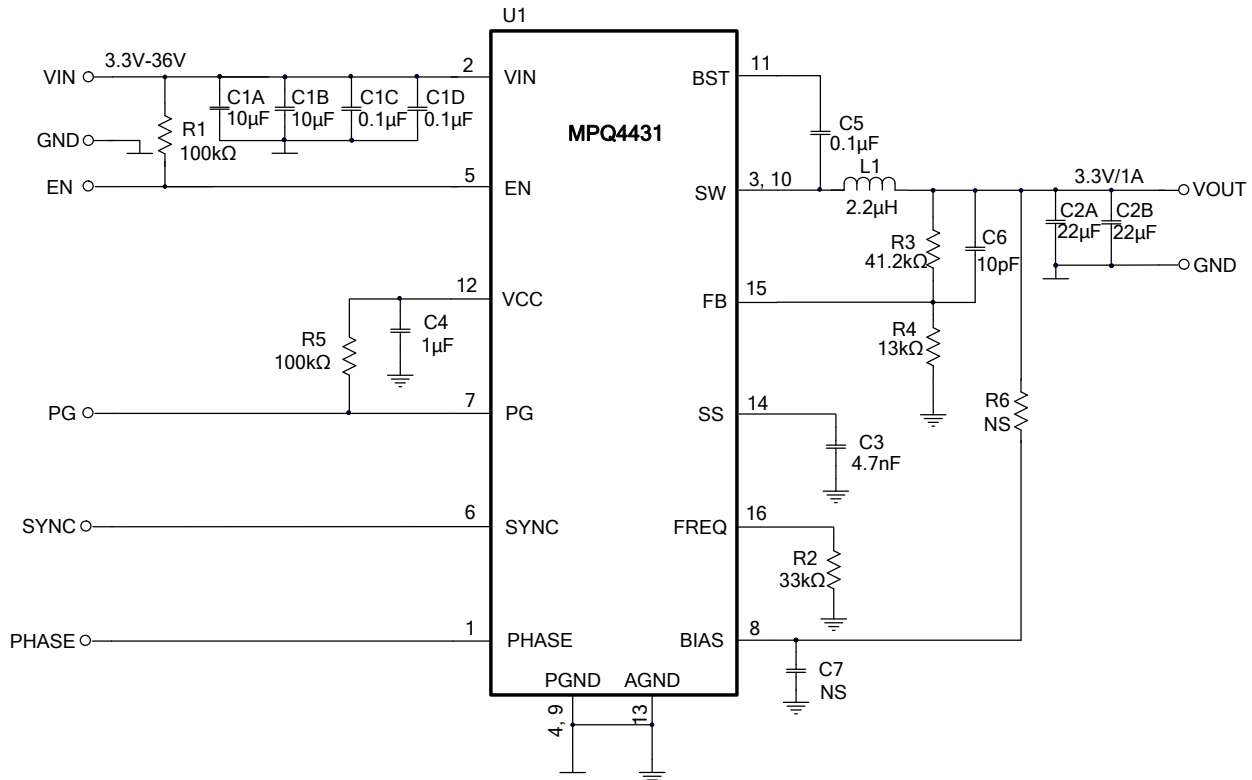 U1
MPQ4431
3.3V-36V
VIN
2
VIN
C1A
10µF
C1B
10µF
C1C
0.1µF
C1D
0.1µF
GND
R1
100kΩ
EN
5
EN
12
VCC
C4
1µF
R5
100kΩ
PG
7
PG
SYNC
6
SYNC
PHASE
1
PHASE
PGND
4, 9
AGND
13
BST
11
C5
0.1µF
SW
3, 10
L1
2.2µH
3.3V/1A
VOUT
C2A
22µF
C2B
22µF
GND
R3
41.2kΩ
C6
10pF
FB
15
R4
13kΩ
R6
NS
SS
14
C3
4.7nF
FREQ
16
R2
33kΩ
BIAS
8
C7
NS